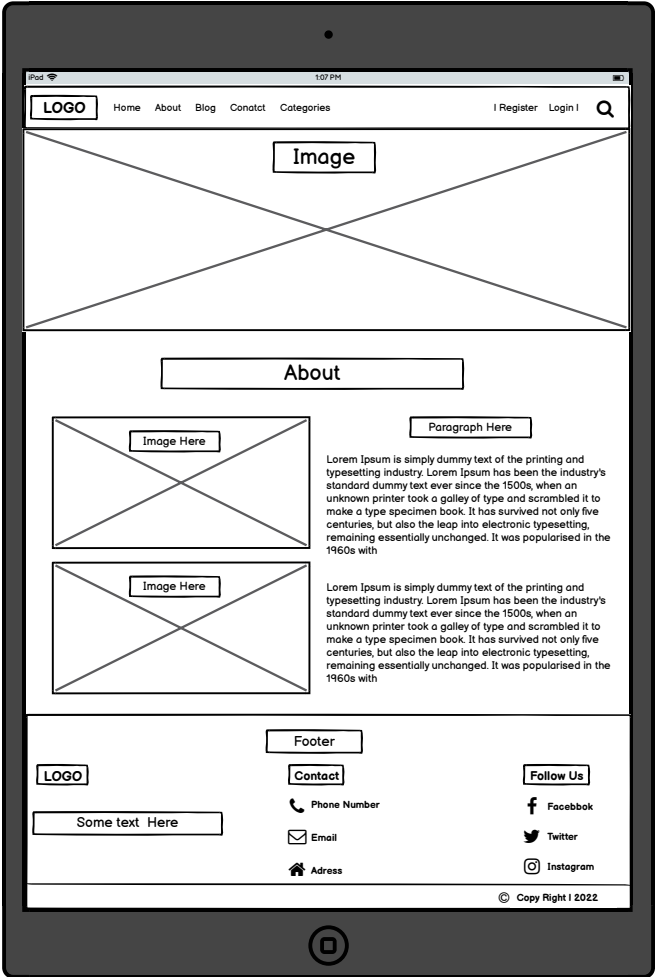 iPad 1:07 PM
LOGO Home About Blog Conatct Categories | Register Login |
Image
About
Image Here
Paragraph Here
Lorem Ipsum is simply dummy text of the printing and
typesetting industry. Lorem Ipsum has been the industry's
standard dummy text ever since the 1500s, when an
unknown printer took a galley of type and scrambled it to
make a type specimen book. It has survived not only five
centuries, but also the leap into electronic typesetting,
remaining essentially unchanged. It was popularised in the
1960s with
Image Here
Lorem Ipsum is simply dummy text of the printing and
typesetting industry. Lorem Ipsum has been the industry's
standard dummy text ever since the 1500s, when an
unknown printer took a galley of type and scrambled it to
make a type specimen book. It has survived not only five
centuries, but also the leap into electronic typesetting,
remaining essentially unchanged. It was popularised in the
1960s with
Footer
LOGO
Some text Here
Contact
Phone Number
Email
Adress
Follow Us
Facebbok
Twitter
Instagram
© Copy Right | 2022